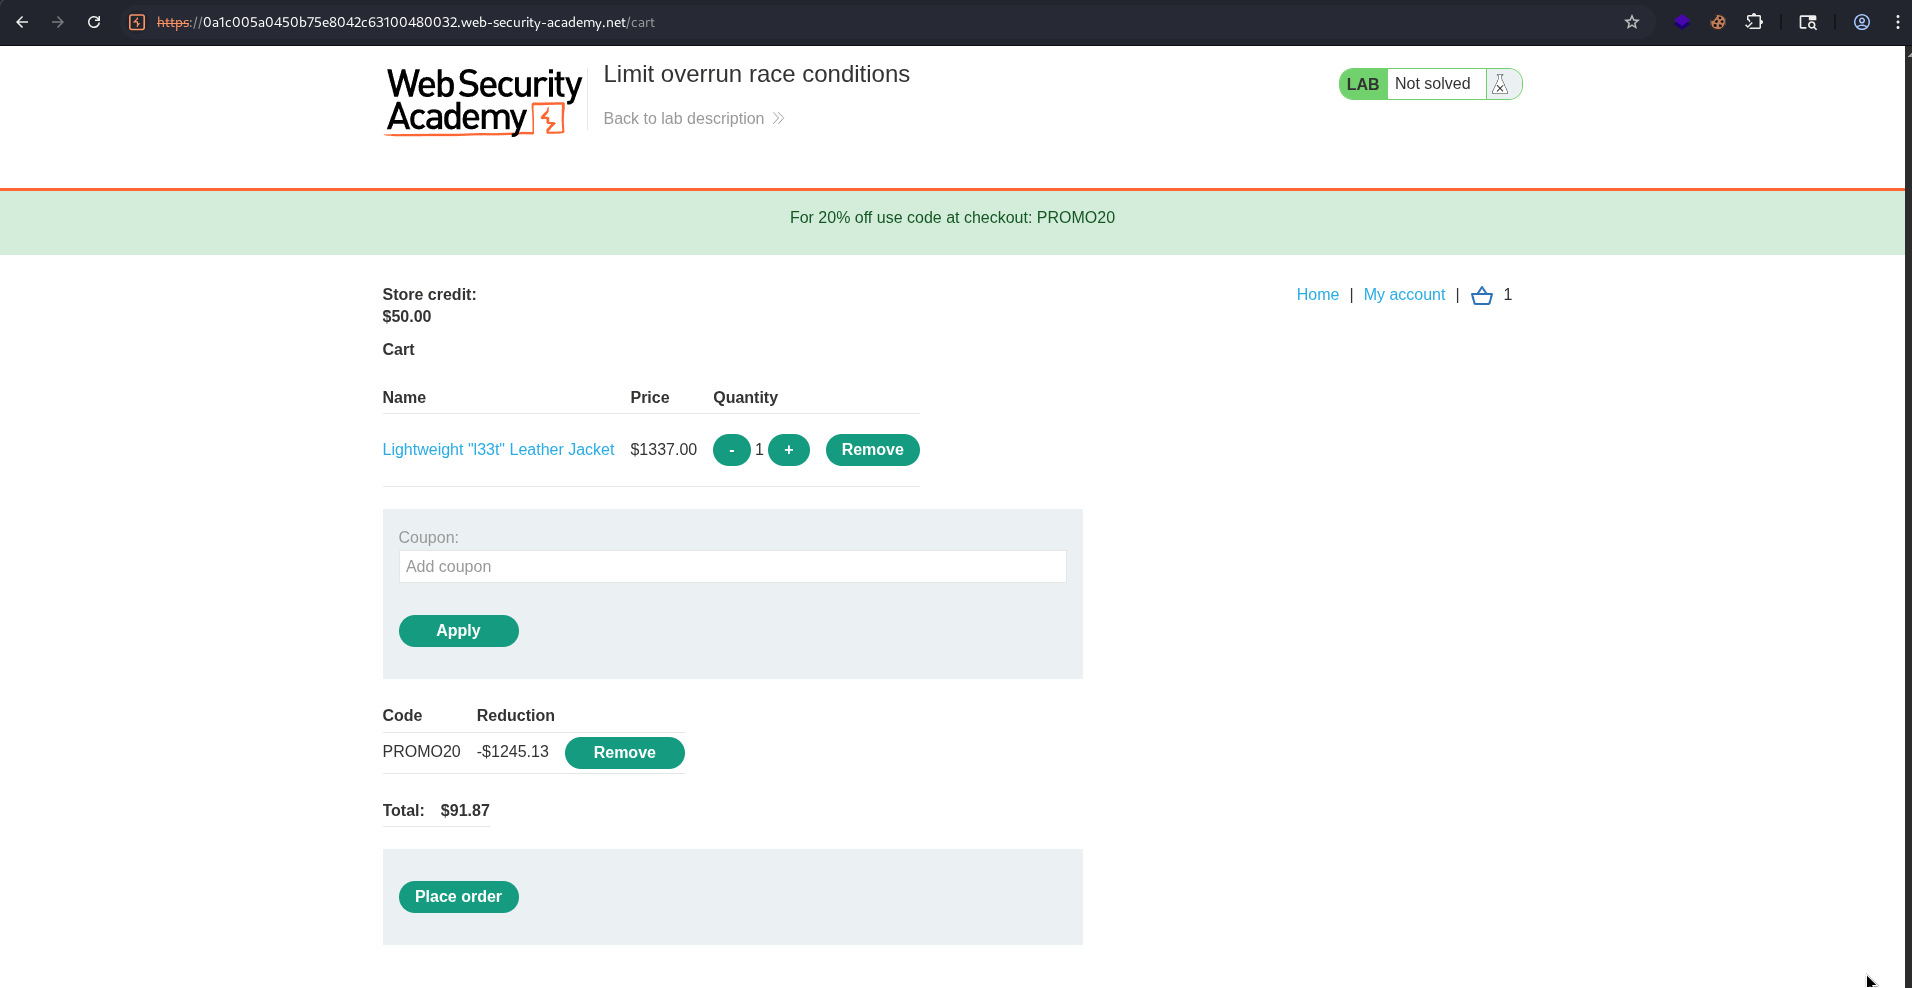 https://0a1c005a0450b75e8042c63100480032.web-security-academy.net/cart
Web Security
Academy
Limit overrun race conditions
Back to lab description
LAB Not solved
For 20% off use code at checkout: PROMO20
Store credit:
$50.00
Home | My account | 1
Cart
Name Price Quantity
Lightweight "l33t" Leather Jacket $1337.00 - 1 + Remove
Coupon:
Add coupon
Apply
Code Reduction
PROMO20 -$1245.13 Remove
Total: $91.87
Place order